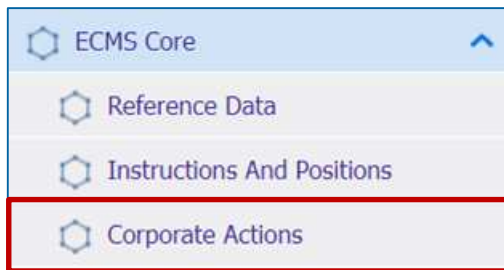 ECMS Core
Reference Data
Instructions And Positions
Corporate Actions